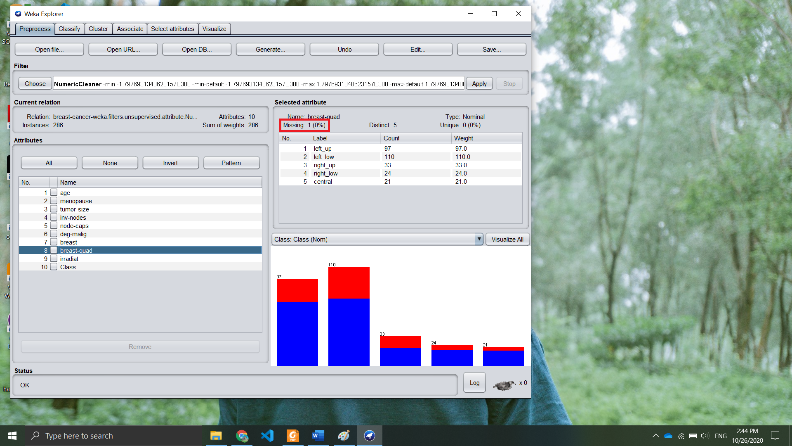 Weka Explorer
Preprocess Classify Cluster Associate Select attributes Visualize
Open file... Open URL... Open DB... Generate... Undo Edit... Save...
Filter
Choose NumericCleaner Apply Stop
Current relation
Relation: breast-cancer-weka.filters.unsupervised.attribute.Nu... Attributes: 10
Instances: 286 Sum of weights: 286
Attributes
All None Invert Pattern
No. Name
1 age
2 menopause
3 tumor-size
4 inv-nodes
5 node-caps
6 deg-malig
7 breast
8 breast-quad
9 irradiat
10 Class
Remove
Selected attribute
Name: breast-quad Type: Nominal
Missing: 1 (0%) Distinct: 5 Unique: 0 (0%)
No. Label Count Weight
1 left_up 97 97.0
2 left_low 110 110.0
3 right_up 33 33.0
4 right_low 24 24.0
5 central 21 21.0
Class: Class (Nom) Visualize All
97
110
33
24
21
Status
OK Log x 0
Type here to search
ENG
2:44 PM
10/26/2020